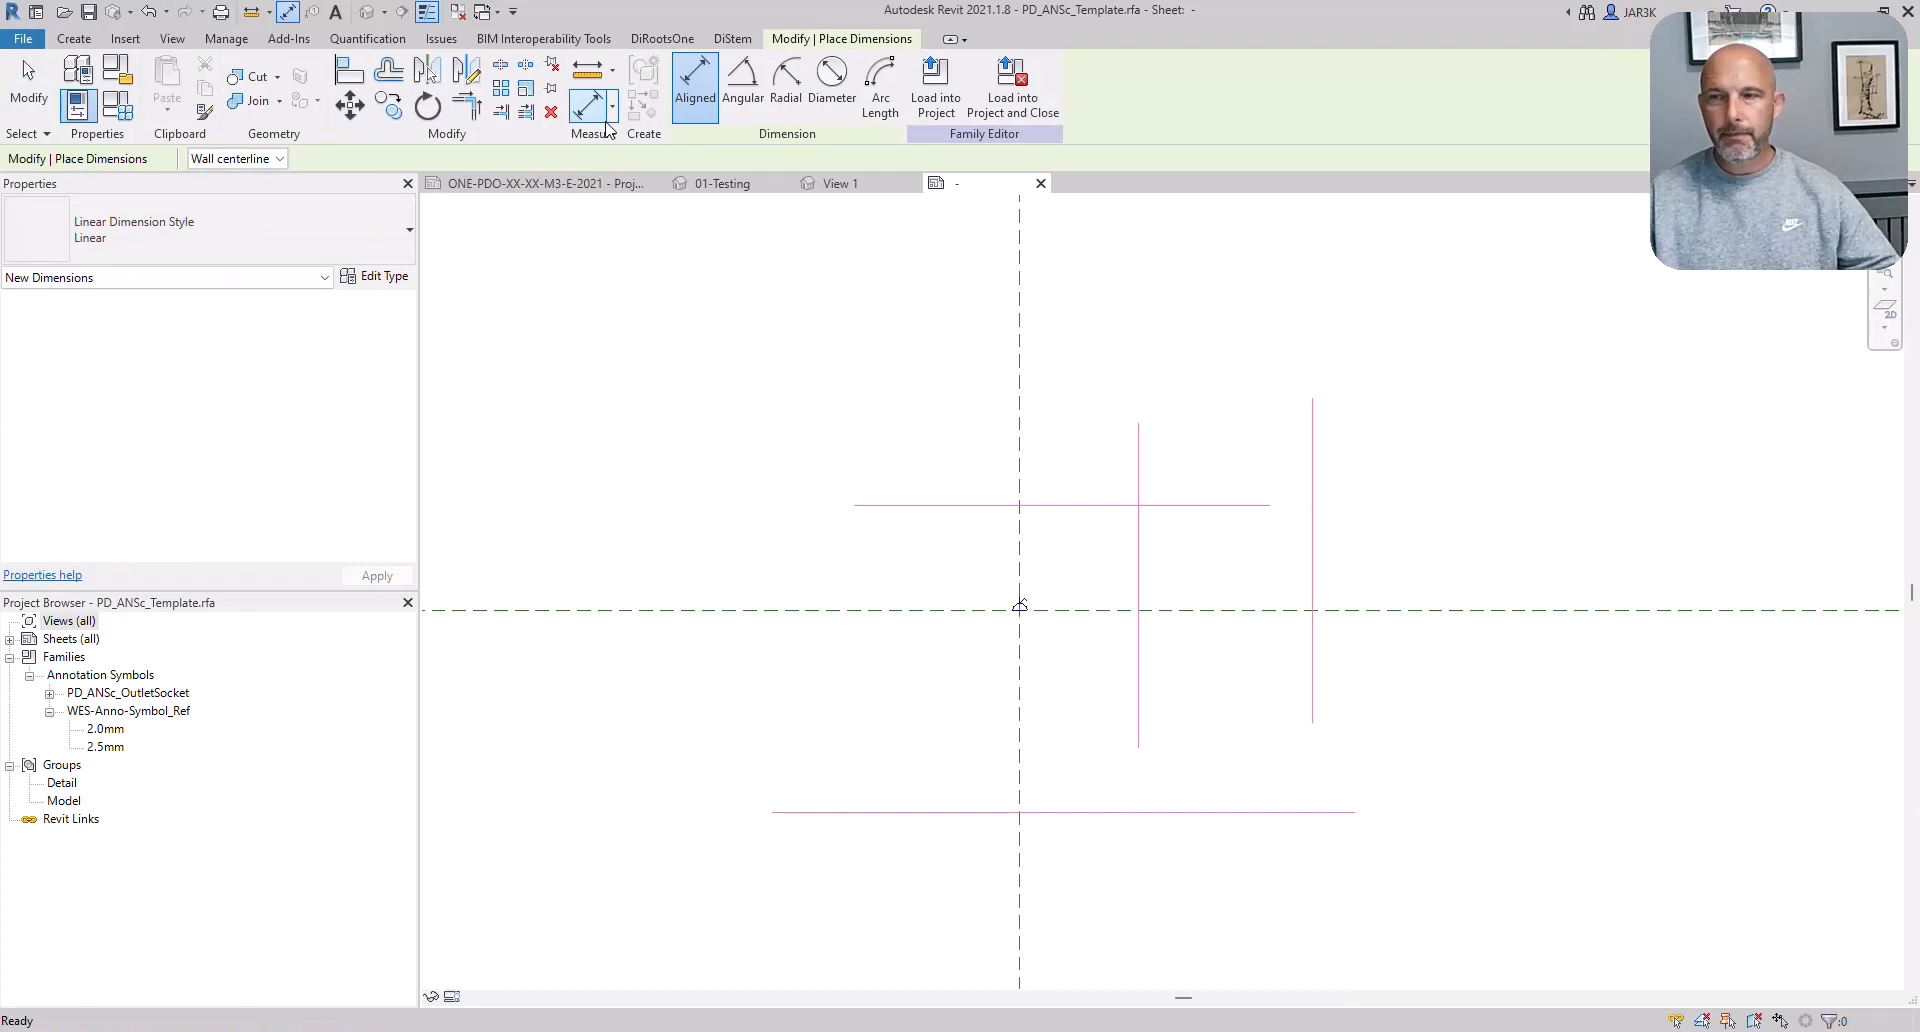 Autodesk Revit 2021.1.8 - PD_ANSc_Template.rfa - Sheet: -
JAR3K
File Create Insert View Manage Add-Ins Quantification Issues BIM Interoperability Tools DiRootsOne DiStem Modify | Place Dimensions
Modify
Paste
Cut
Join
Aligned Angular Radial Diameter Arc Length Load into Project Load into Project and Close
Select Properties Clipboard Geometry Modify Measu Create Dimension Family Editor
Modify | Place Dimensions Wall centerline
Properties
ONE-PDO-XX-XX-M3-E-2021 - Proj... 01-Testing View 1 -
Linear Dimension Style
Linear
New Dimensions Edit Type
2D
Properties help Apply
Project Browser - PD_ANSc_Template.rfa
Views (all)
Sheets (all)
Families
Annotation Symbols
PD_ANSc_OutletSocket
WES-Anno-Symbol_Ref
2.0mm
2.5mm
Groups
Detail
Model
Revit Links
Ready
:0